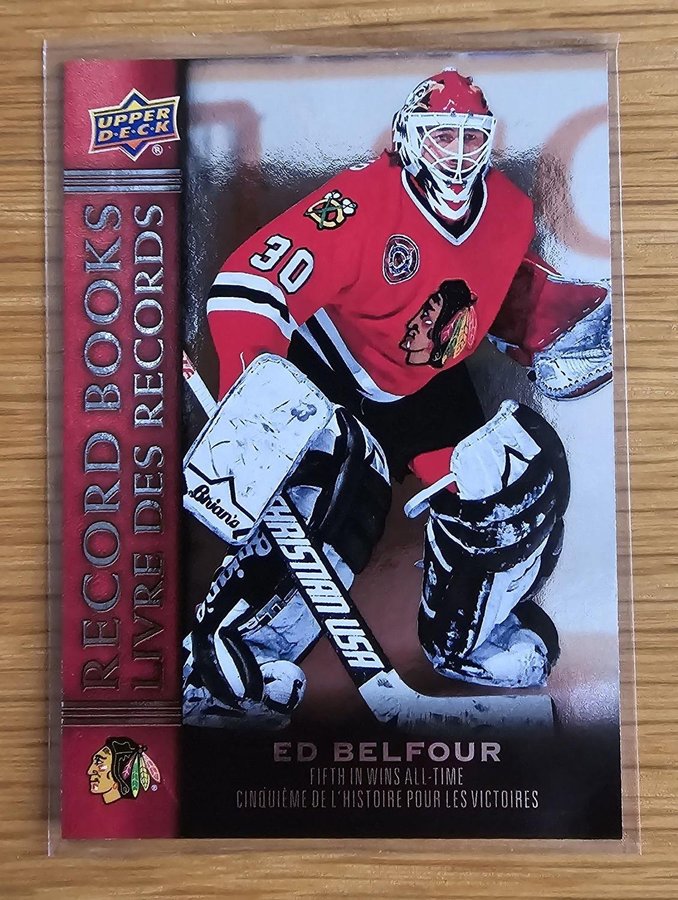 UPPER
D·E·C·K
®
RECORD BOOKS
LIVRE DES RECORDS
30
3
Brian's
CHRISTIAN USA
ED BELFOUR
FIFTH IN WINS ALL-TIME
CINQUIÈME DE L'HISTOIRE POUR LES VICTOIRES
®